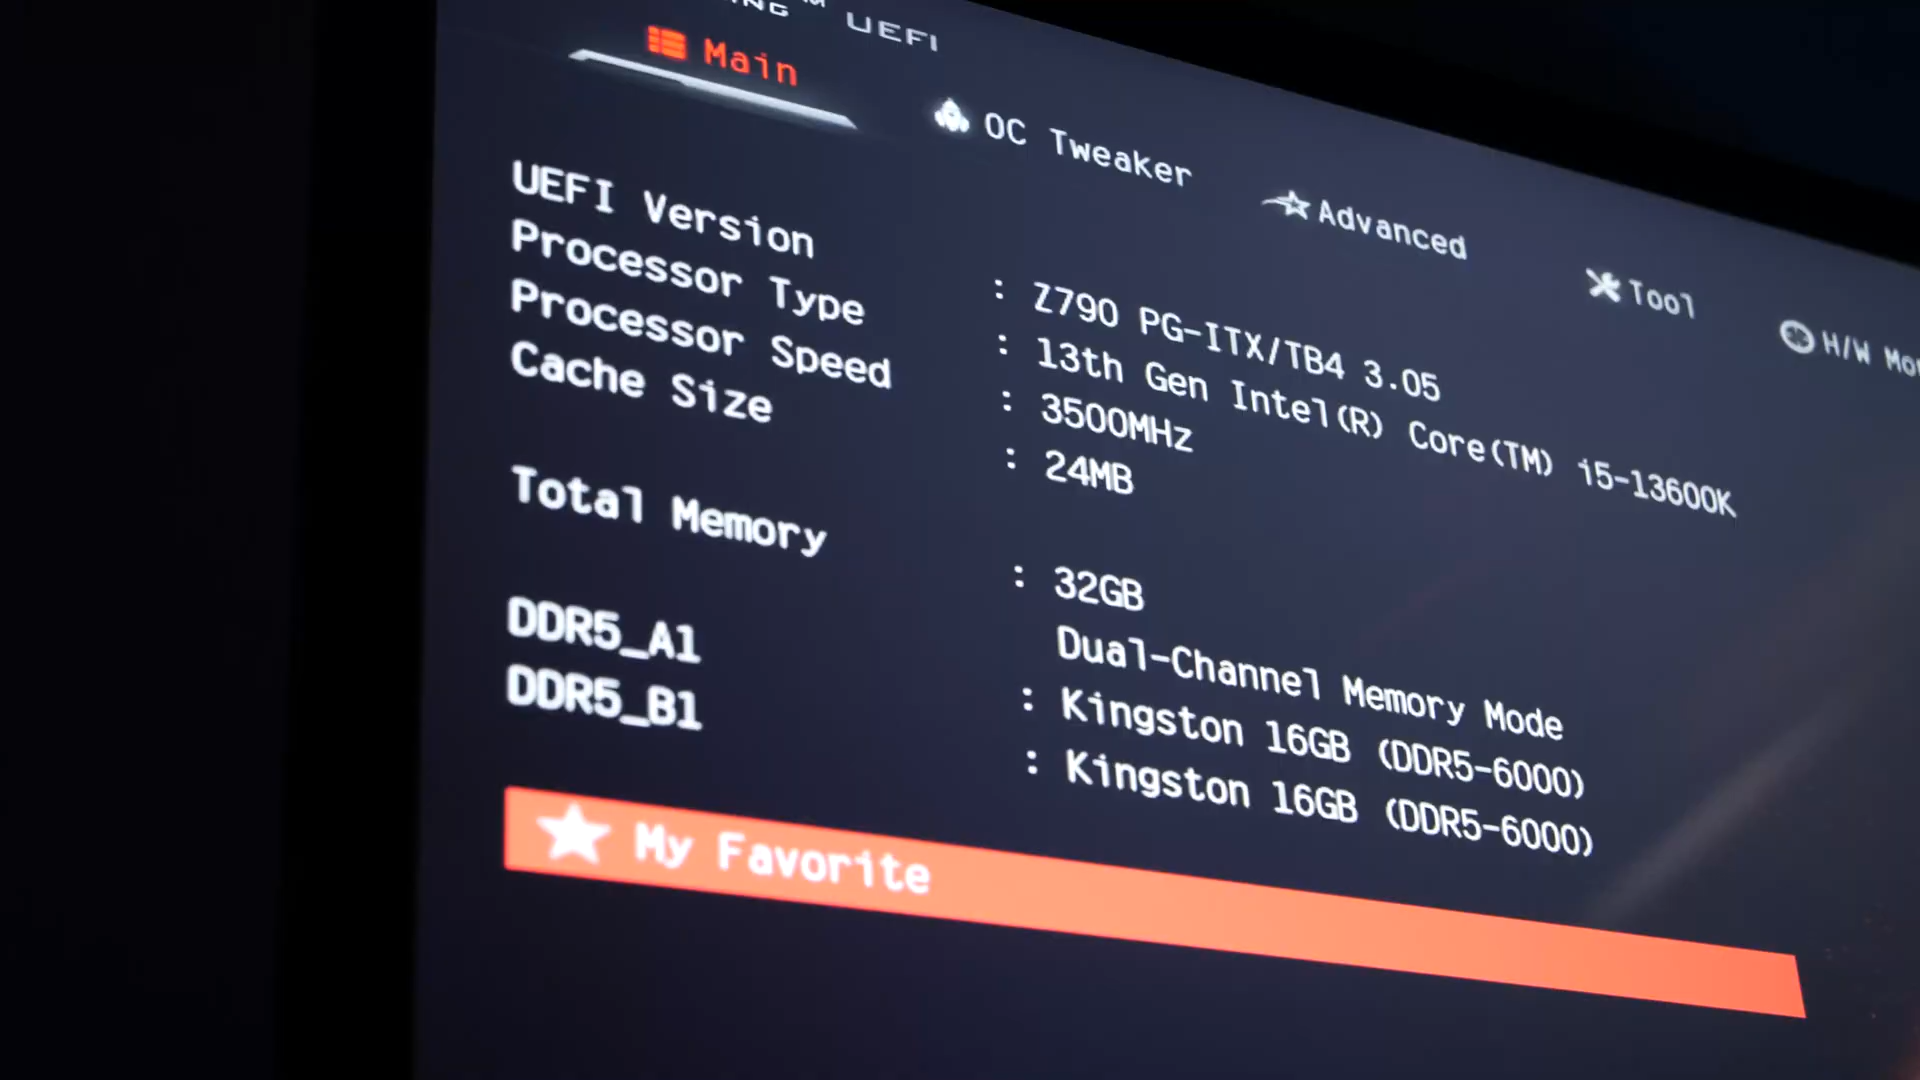 UEFI
Main
OC Tweaker
Advanced
Tool
H/W
UEFI Version : Z790 PG-ITX/TB4 3.05
Processor Type : 13th Gen Intel(R) Core(TM) i5-13600K
Processor Speed : 3500MHz
Cache Size : 24MB
Total Memory : 32GB
Dual-Channel Memory Mode
DDR5_A1 : Kingston 16GB (DDR5-6000)
DDR5_B1 : Kingston 16GB (DDR5-6000)
My Favorite